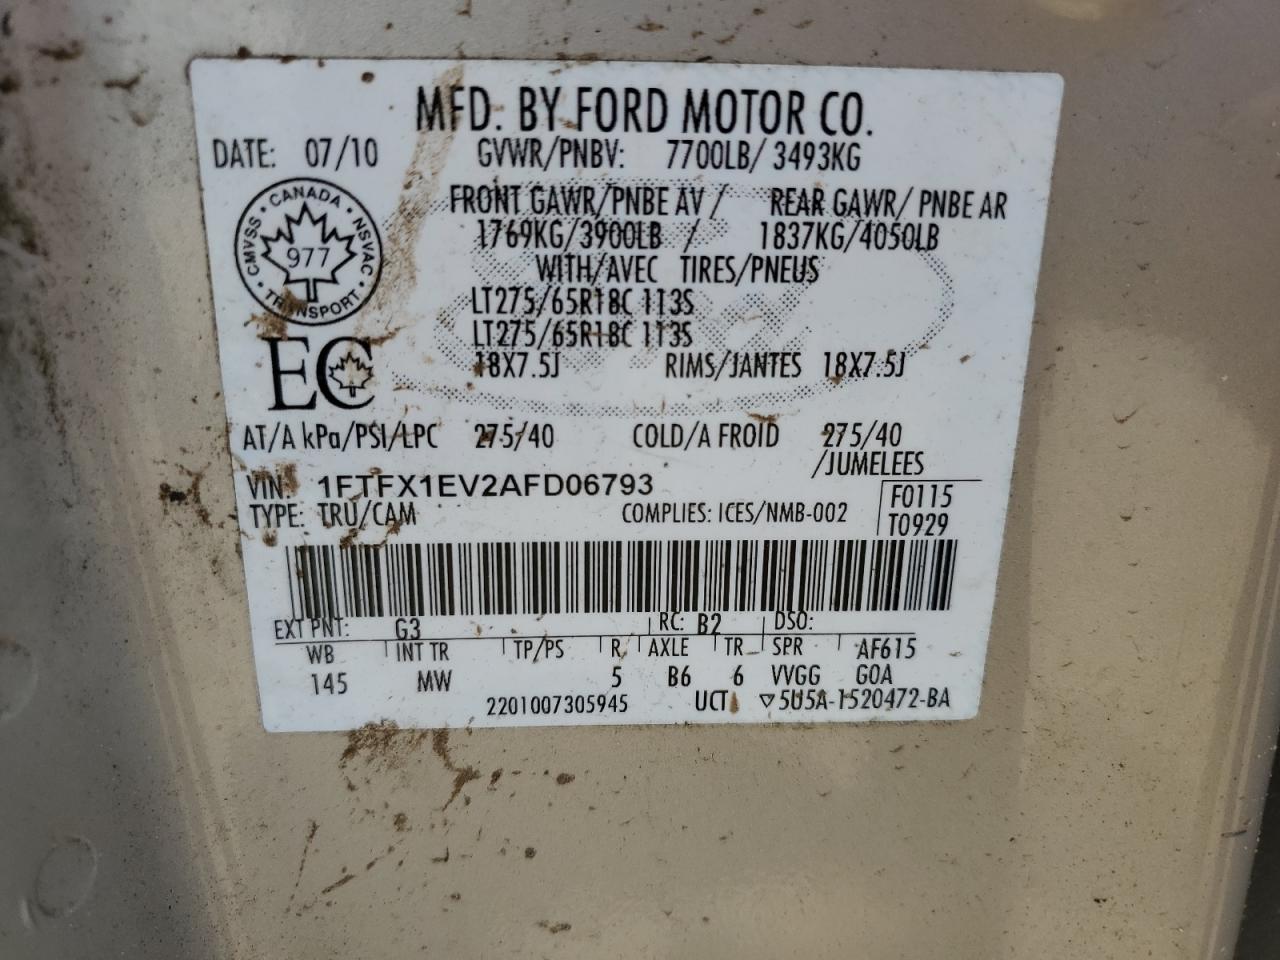 MFD. BY FORD MOTOR CO.
DATE: 07/10 GVWR/PNBV: 7700LB/ 3493KG
CANADA · NSVAC · TRANSPORT · CMVSS ·
977
FRONT GAWR/PNBE AV / REAR GAWR/ PNBE AR
1769KG/3900LB / 1837KG/4050LB
WITH/AVEC TIRES/PNEUS
LT275/65R18C 113S
LT275/65R18C 113S
18X7.5J RIMS/JANTES 18X7.5J
EC
AT/A kPa/PSI/LPC 275/40 COLD/A FROID 275/40
/JUMELEES
VIN: 1FTFX1EV2AFD06793
F0115
TYPE: TRU/CAM COMPLIES: ICES/NMB-002
T0929
EXT PNT: G3 RC: B2 DSO:
WB INT TR TP/PS R AXLE TR SPR AF615
145 MW 5 B6 6 VVGG GOA
2201007305945 UCT ▽5U5A-1520472-BA